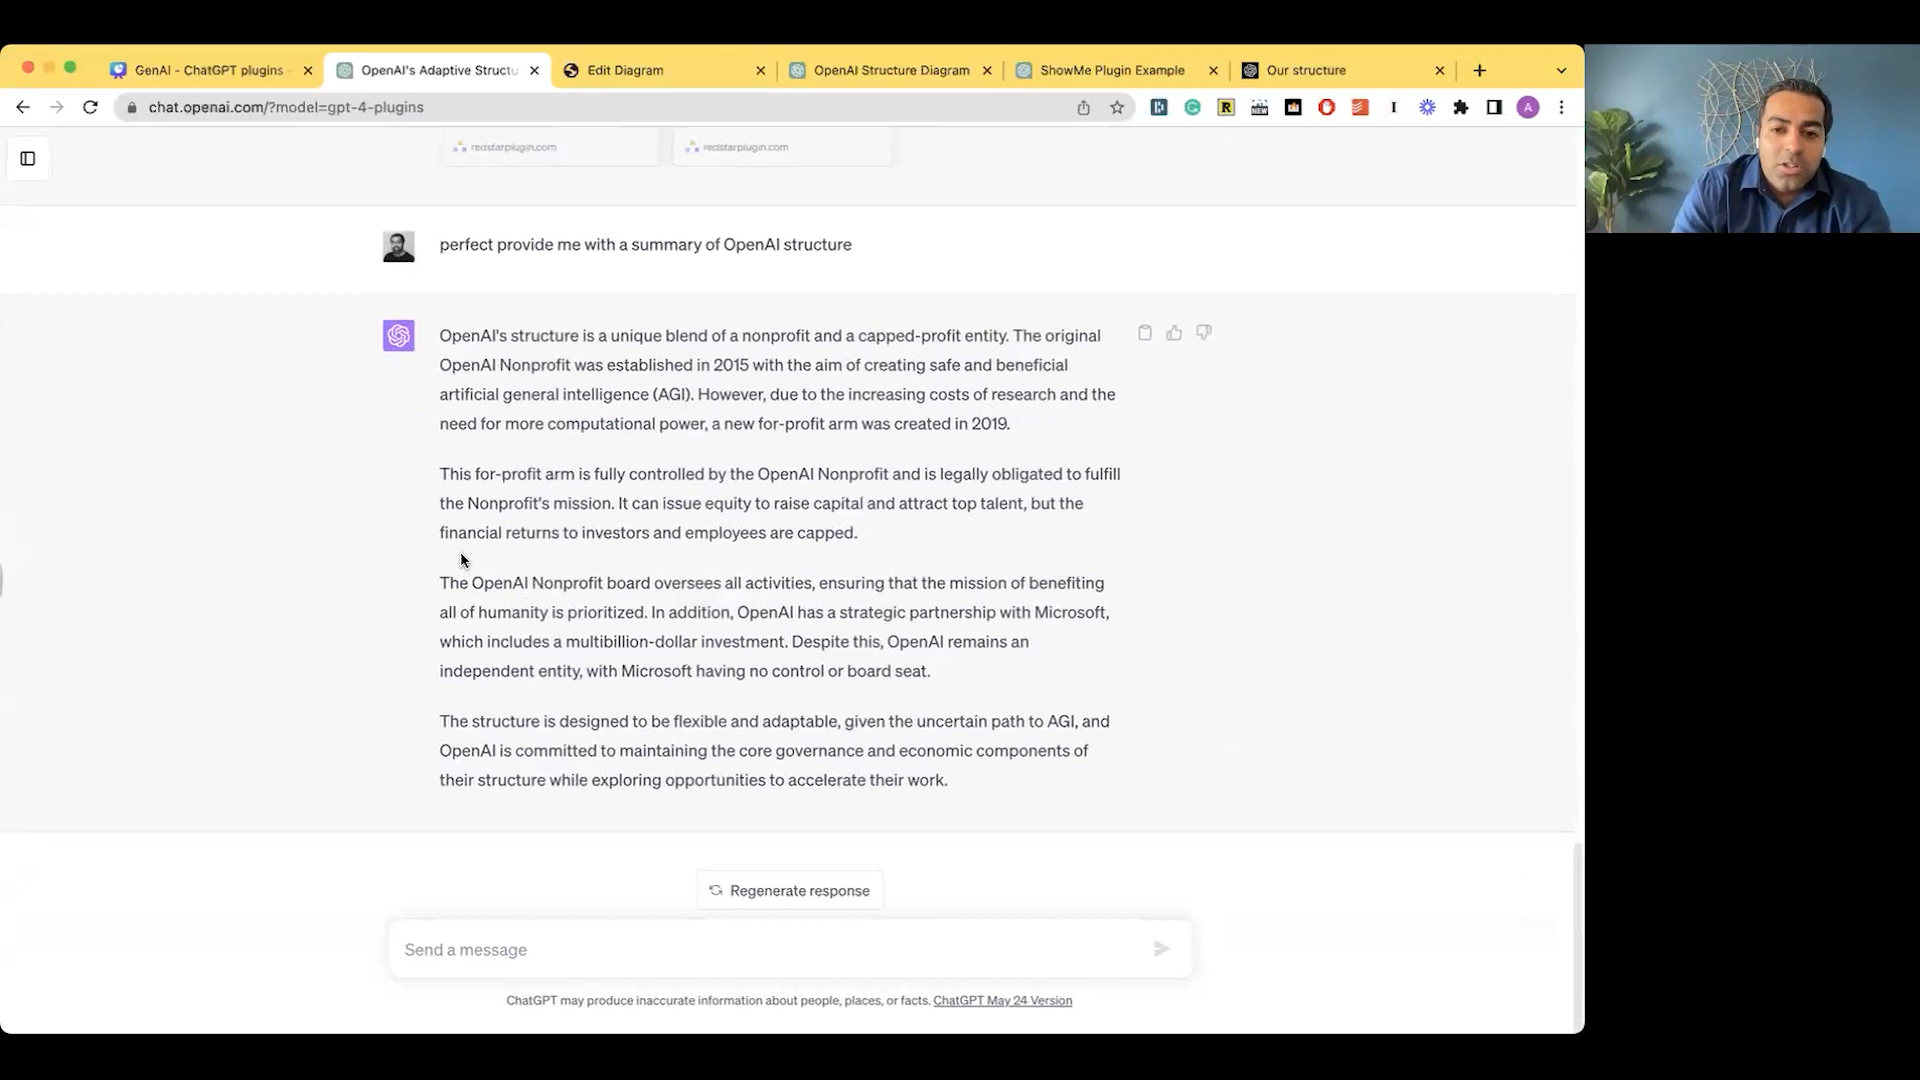 GenAI - ChatGPT plugins
OpenAI's Adaptive Structu
Edit Diagram
OpenAI Structure Diagram
ShowMe Plugin Example
Our structure
chat.openai.com/?model=gpt-4-plugins
R
NEW
I
A
redstarplugin.com
redstarplugin.com
perfect provide me with a summary of OpenAI structure
OpenAI's structure is a unique blend of a nonprofit and a capped-profit entity. The original
OpenAI Nonprofit was established in 2015 with the aim of creating safe and beneficial
artificial general intelligence (AGI). However, due to the increasing costs of research and the
need for more computational power, a new for-profit arm was created in 2019.
This for-profit arm is fully controlled by the OpenAI Nonprofit and is legally obligated to fulfill
the Nonprofit's mission. It can issue equity to raise capital and attract top talent, but the
financial returns to investors and employees are capped.
The OpenAI Nonprofit board oversees all activities, ensuring that the mission of benefiting
all of humanity is prioritized. In addition, OpenAI has a strategic partnership with Microsoft,
which includes a multibillion-dollar investment. Despite this, OpenAI remains an
independent entity, with Microsoft having no control or board seat.
The structure is designed to be flexible and adaptable, given the uncertain path to AGI, and
OpenAI is committed to maintaining the core governance and economic components of
their structure while exploring opportunities to accelerate their work.
Regenerate response
Send a message
ChatGPT may produce inaccurate information about people, places, or facts. ChatGPT May 24 Version